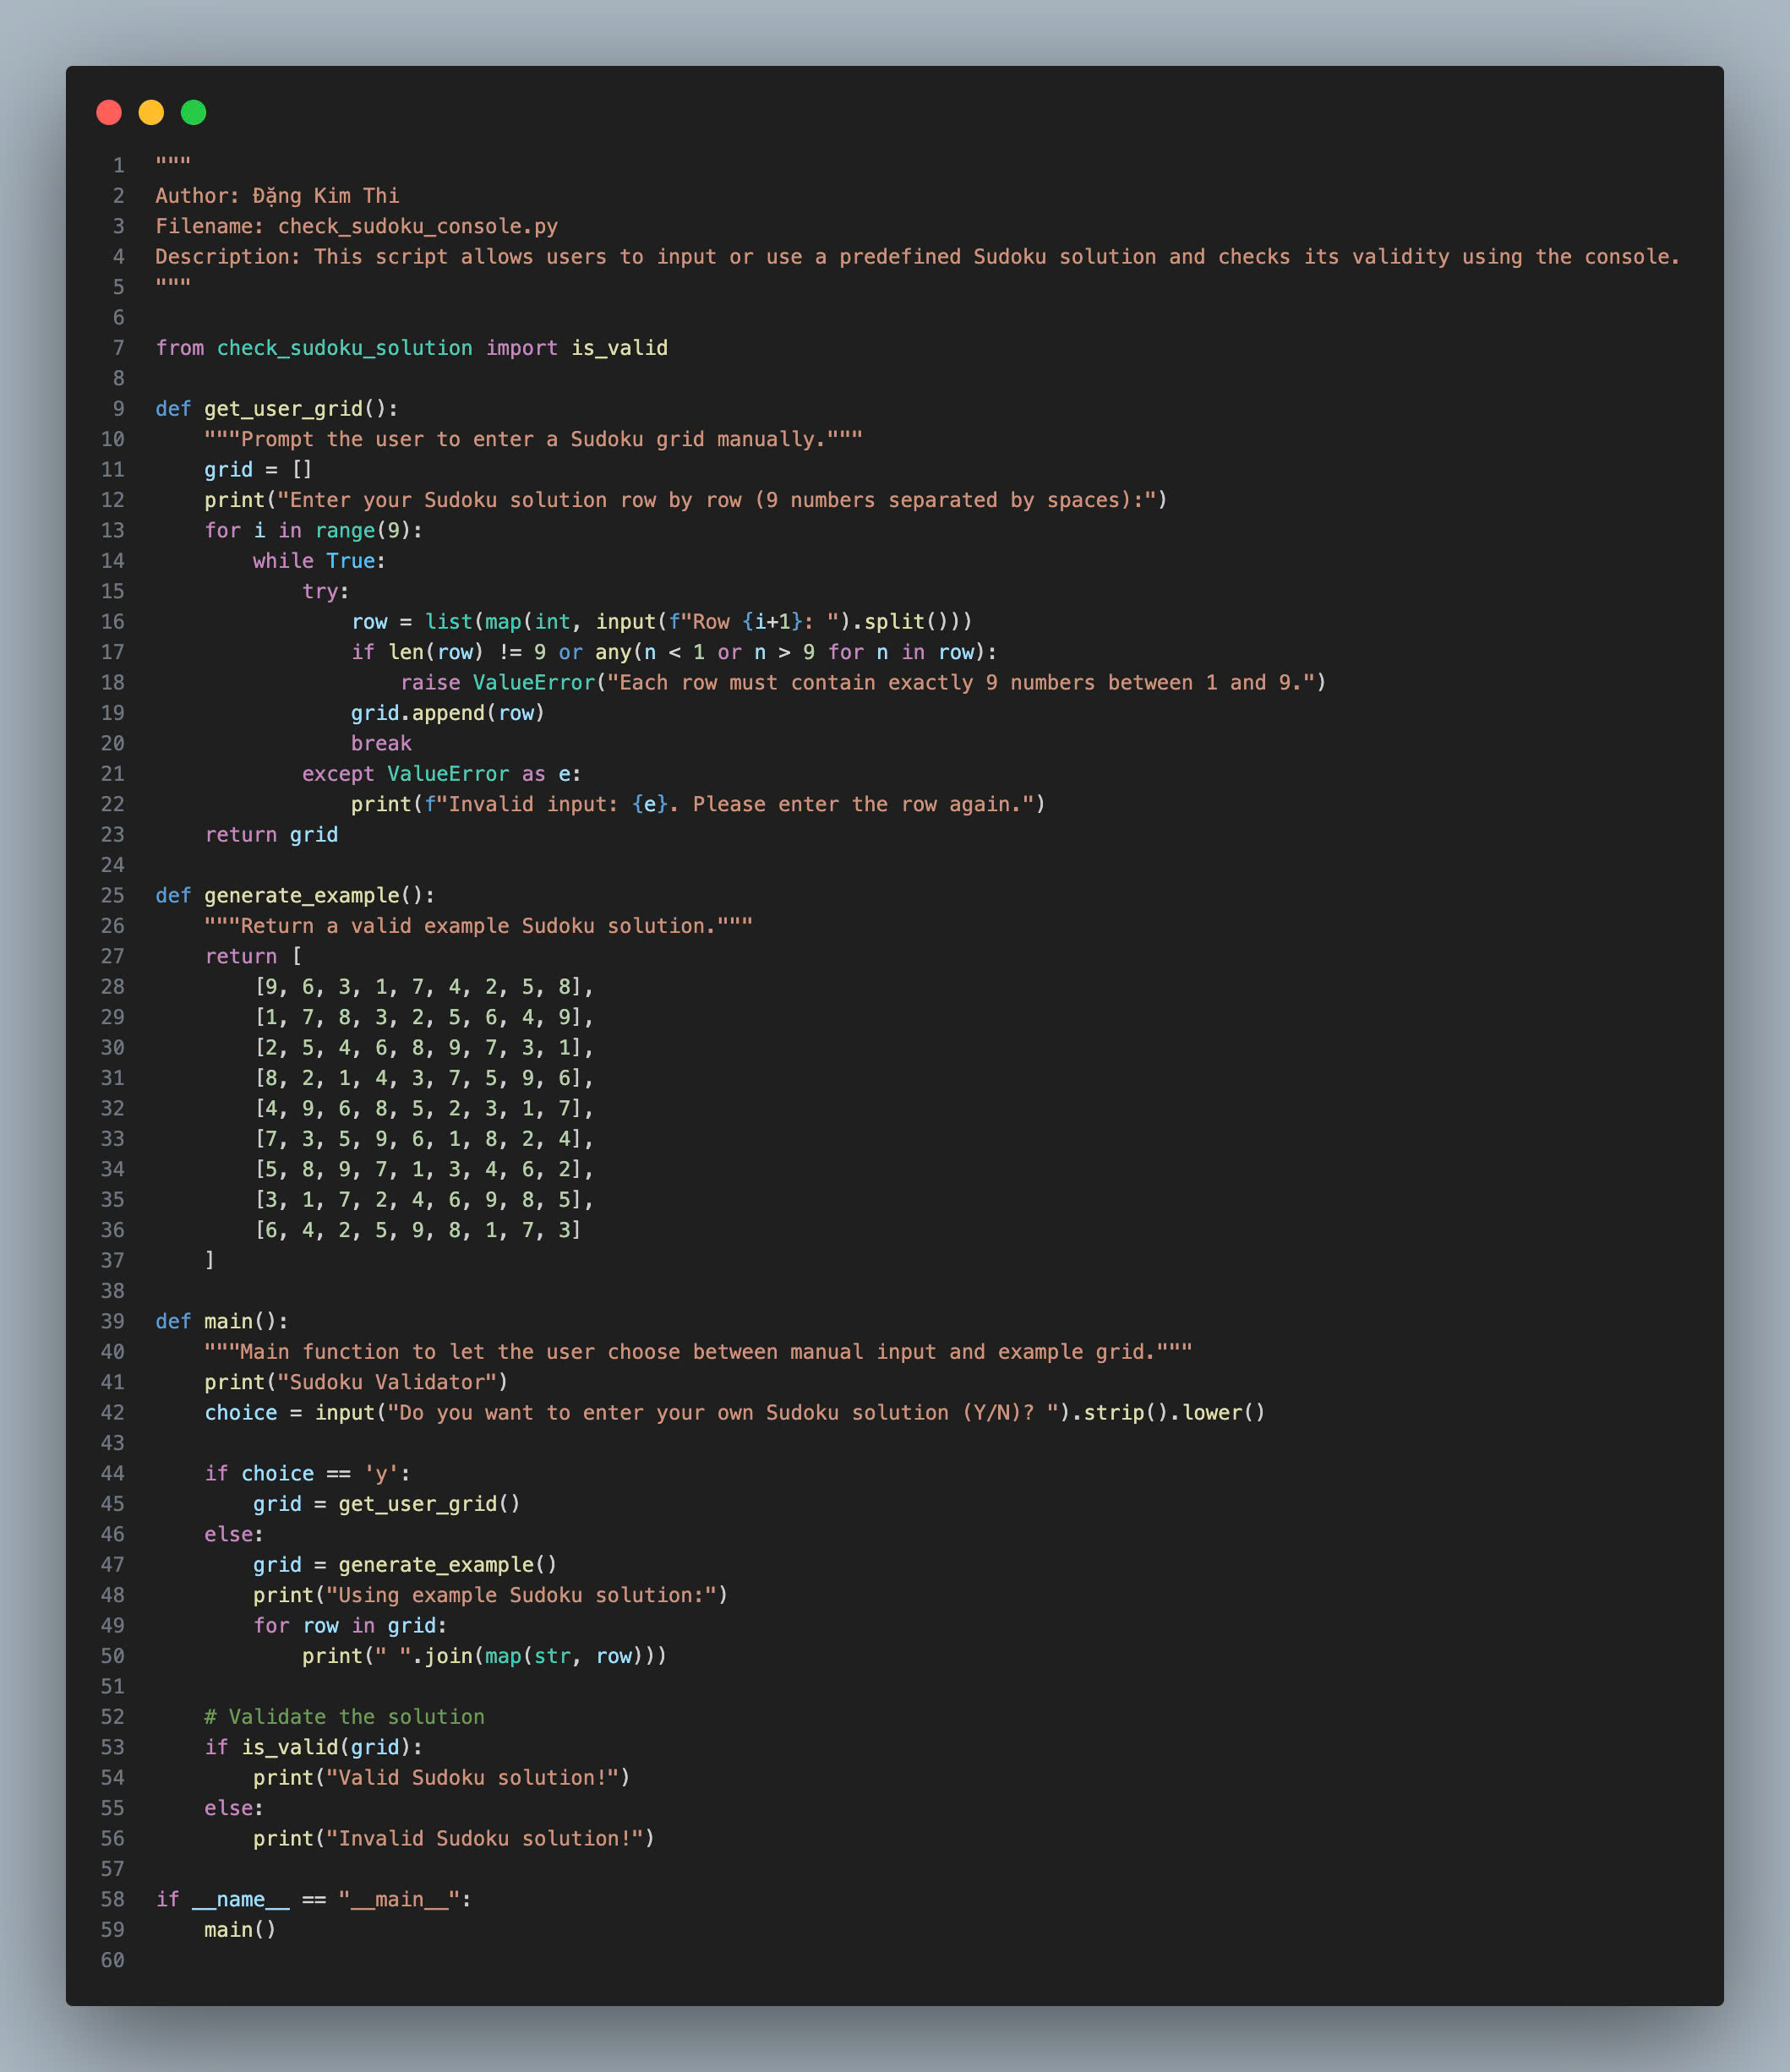 1 """
2 Author: Đặng Kim Thi
3 Filename: check_sudoku_console.py
4 Description: This script allows users to input or use a predefined Sudoku solution and checks its validity using the console.
5 """
6
7 from check_sudoku_solution import is_valid
8
9 def get_user_grid():
10     """Prompt the user to enter a Sudoku grid manually."""
11     grid = []
12     print("Enter your Sudoku solution row by row (9 numbers separated by spaces):")
13     for i in range(9):
14         while True:
15             try:
16                 row = list(map(int, input(f"Row {i+1}: ").split()))
17                 if len(row) != 9 or any(n < 1 or n > 9 for n in row):
18                     raise ValueError("Each row must contain exactly 9 numbers between 1 and 9.")
19                 grid.append(row)
20                 break
21             except ValueError as e:
22                 print(f"Invalid input: {e}. Please enter the row again.")
23     return grid
24
25 def generate_example():
26     """Return a valid example Sudoku solution."""
27     return [
28         [9, 6, 3, 1, 7, 4, 2, 5, 8],
29         [1, 7, 8, 3, 2, 5, 6, 4, 9],
30         [2, 5, 4, 6, 8, 9, 7, 3, 1],
31         [8, 2, 1, 4, 3, 7, 5, 9, 6],
32         [4, 9, 6, 8, 5, 2, 3, 1, 7],
33         [7, 3, 5, 9, 6, 1, 8, 2, 4],
34         [5, 8, 9, 7, 1, 3, 4, 6, 2],
35         [3, 1, 7, 2, 4, 6, 9, 8, 5],
36         [6, 4, 2, 5, 9, 8, 1, 7, 3]
37     ]
38
39 def main():
40     """Main function to let the user choose between manual input and example grid."""
41     print("Sudoku Validator")
42     choice = input("Do you want to enter your own Sudoku solution (Y/N)? ").strip().lower()
43
44     if choice == 'y':
45         grid = get_user_grid()
46     else:
47         grid = generate_example()
48         print("Using example Sudoku solution:")
49         for row in grid:
50             print(" ".join(map(str, row)))
51
52     # Validate the solution
53     if is_valid(grid):
54         print("Valid Sudoku solution!")
55     else:
56         print("Invalid Sudoku solution!")
57
58 if __name__ == "__main__":
59     main()
60